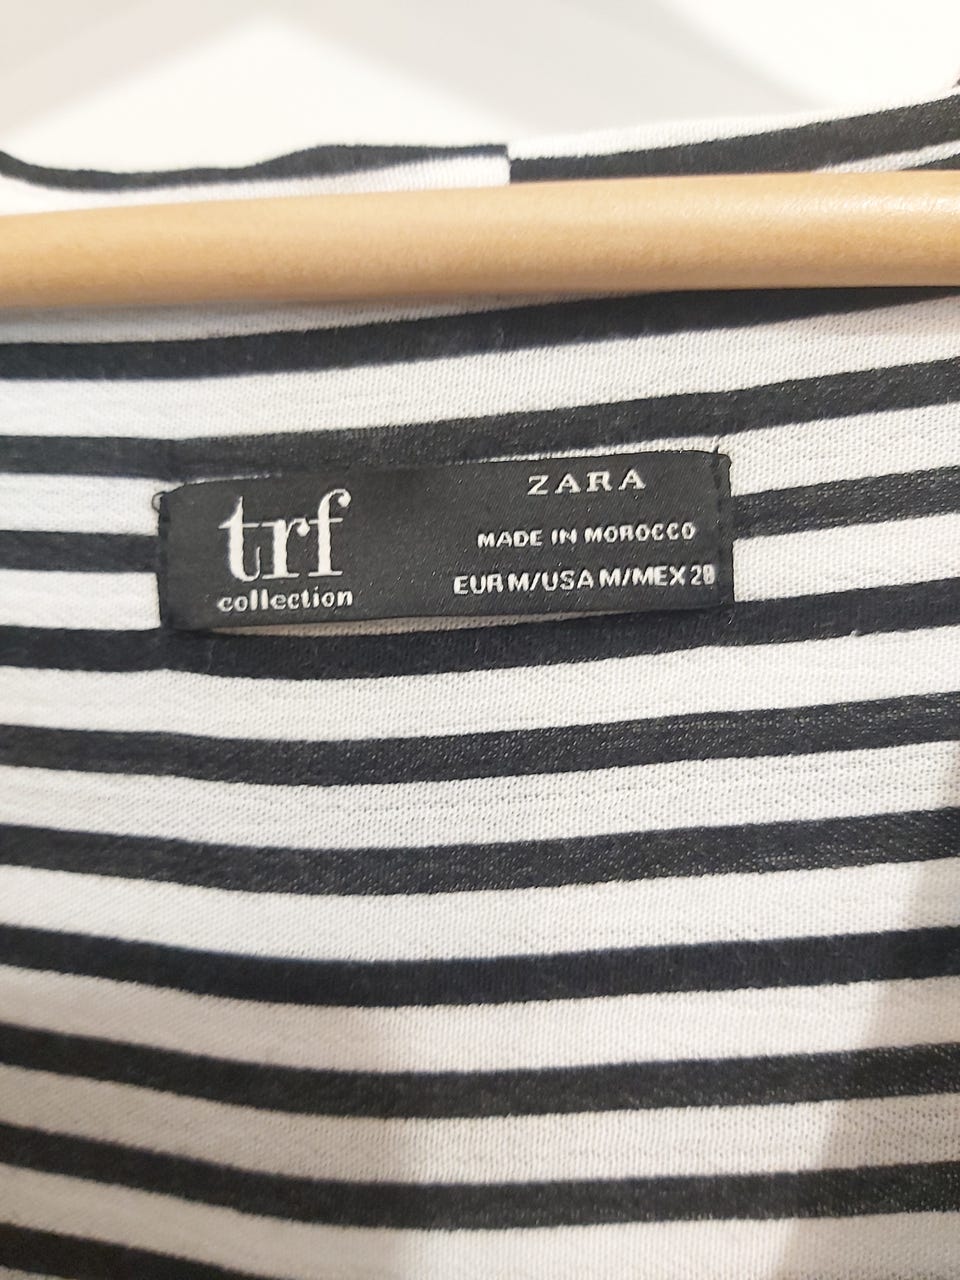 trf
collection
ZARA
MADE IN MOROCCO
EUR M/USA M/MEX 28